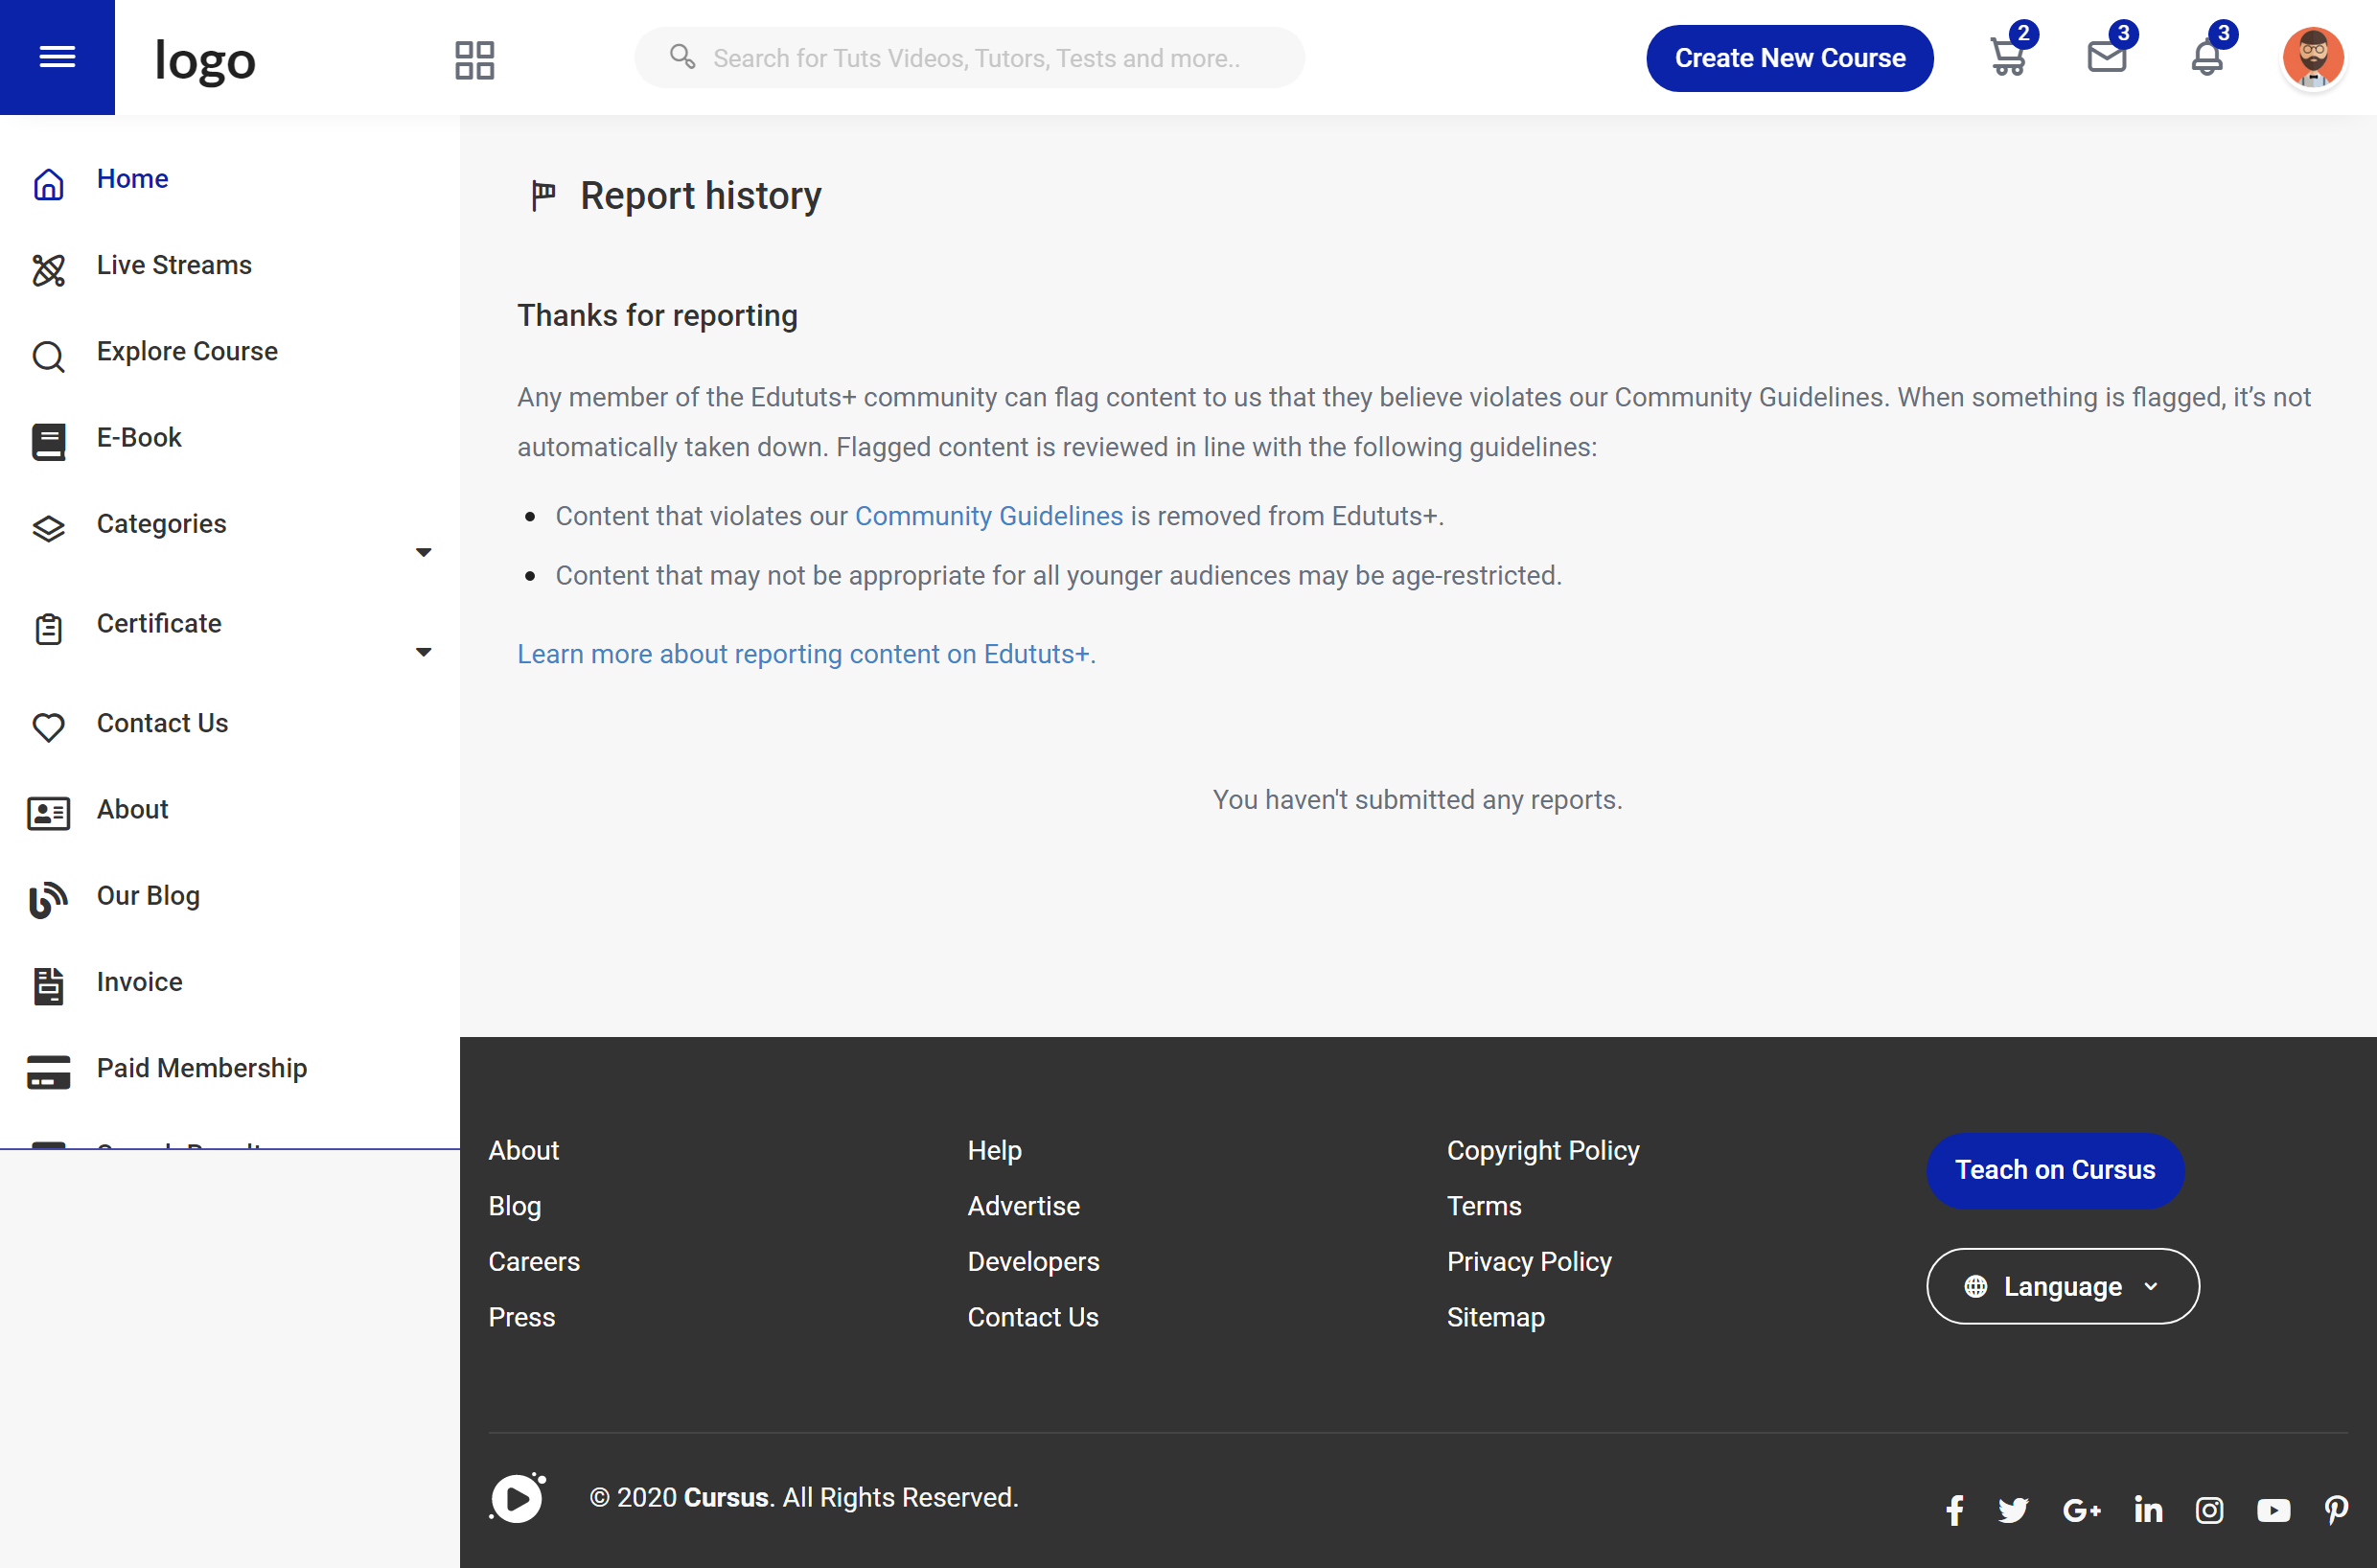 logo
Search for Tuts Videos, Tutors, Tests and more..
Create New Course
2
3
3
Home
Live Streams
Explore Course
E-Book
Categories
Certificate
Contact Us
About
Our Blog
Invoice
Paid Membership
Report history
Thanks for reporting
Any member of the Edututs+ community can flag content to us that they believe violates our Community Guidelines. When something is flagged, it’s not
automatically taken down. Flagged content is reviewed in line with the following guidelines:
Content that violates our Community Guidelines is removed from Edututs+.
Content that may not be appropriate for all younger audiences may be age-restricted.
Learn more about reporting content on Edututs+.
You haven't submitted any reports.
About
Blog
Careers
Press
Help
Advertise
Developers
Contact Us
Copyright Policy
Terms
Privacy Policy
Sitemap
Teach on Cursus
Language
© 2020 Cursus. All Rights Reserved.